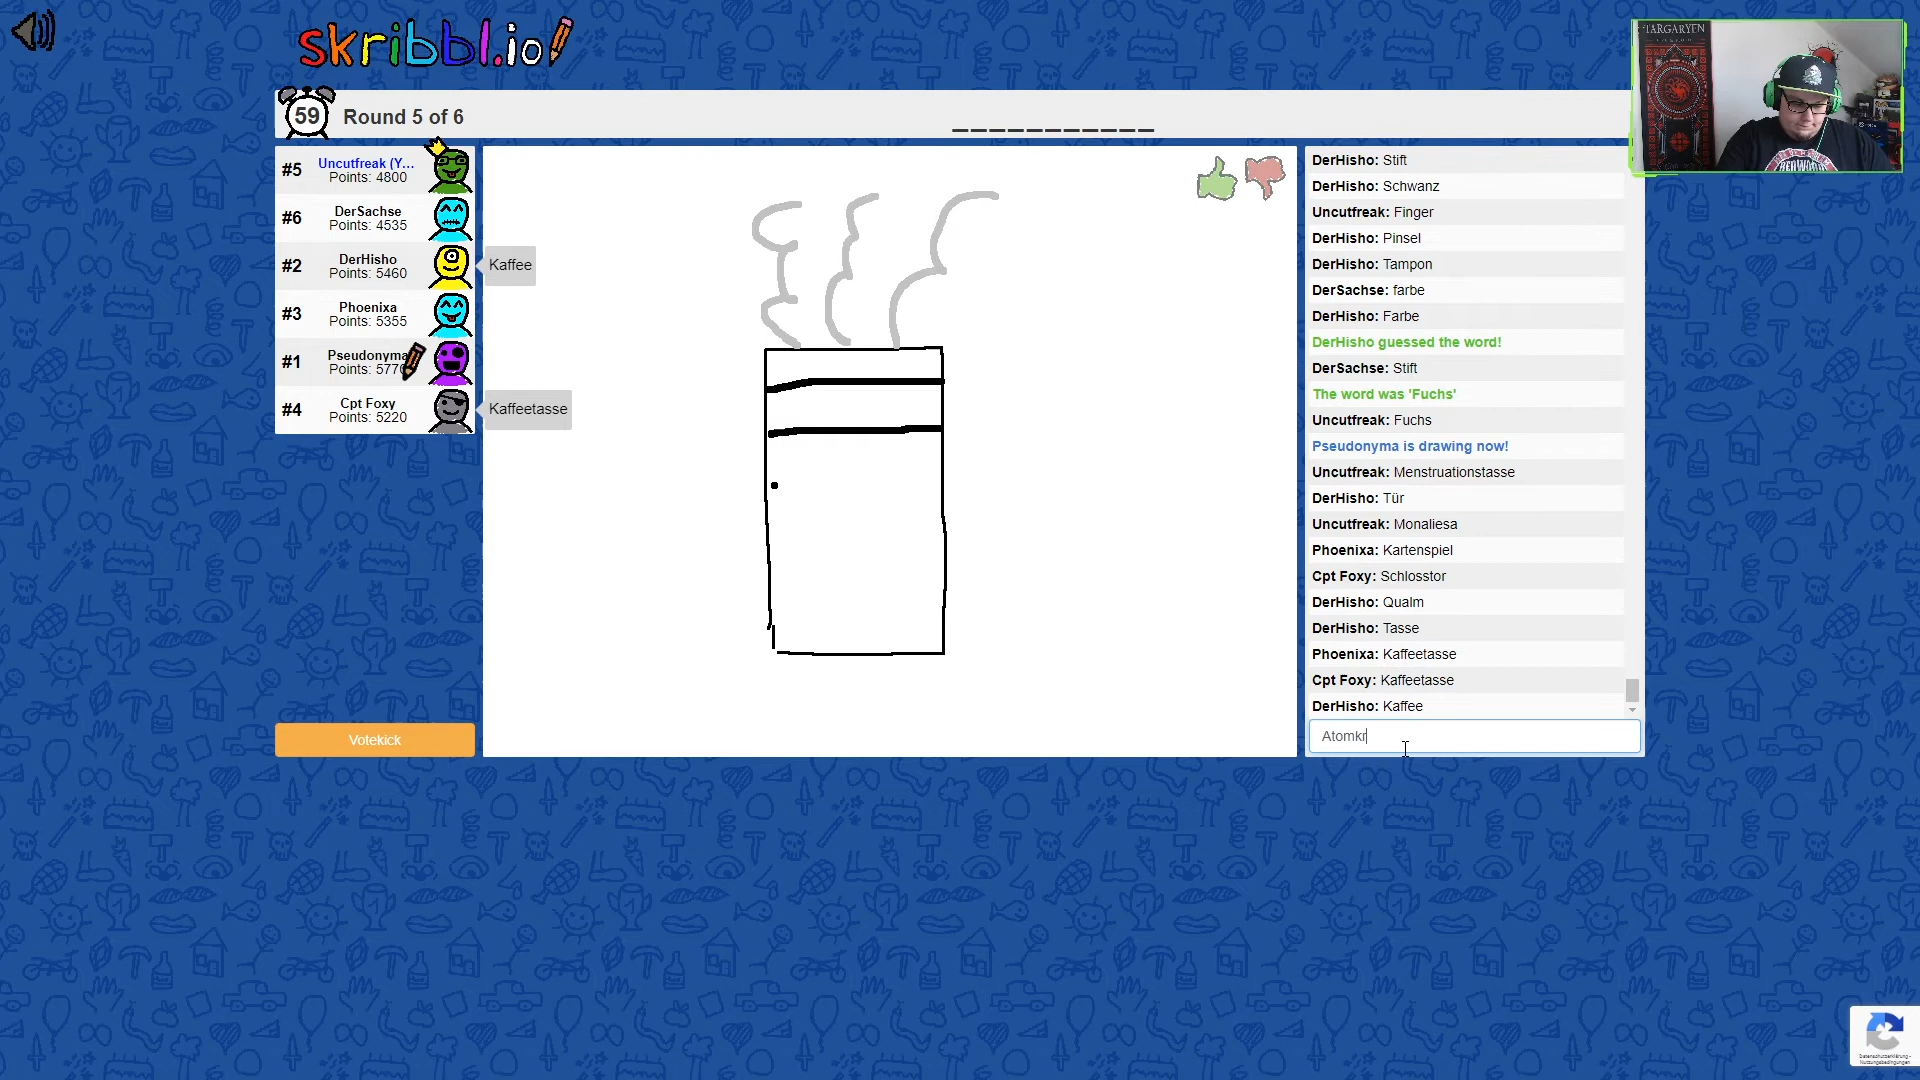 skribbl.io
TARGARYEN
59
Round 5 of 6
___________
#5
Uncutfreak (Y...
Points: 4800
#6
DerSachse
Points: 4535
#2
DerHisho
Points: 5460
Kaffee
#3
Phoenixa
Points: 5355
#1
Pseudonyma
Points: 5770
#4
Cpt Foxy
Points: 5220
Kaffeetasse
Votekick
DerHisho: Stift
DerHisho: Schwanz
Uncutfreak: Finger
DerHisho: Pinsel
DerHisho: Tampon
DerSachse: farbe
DerHisho: Farbe
DerHisho guessed the word!
DerSachse: Stift
The word was 'Fuchs'
Uncutfreak: Fuchs
Pseudonyma is drawing now!
Uncutfreak: Menstruationstasse
DerHisho: Tür
Uncutfreak: Monaliesa
Phoenixa: Kartenspiel
Cpt Foxy: Schlosstor
DerHisho: Qualm
DerHisho: Tasse
Phoenixa: Kaffeetasse
Cpt Foxy: Kaffeetasse
DerHisho: Kaffee
Atomkr
Datenschutzerklärung -
Nutzungsbedingungen